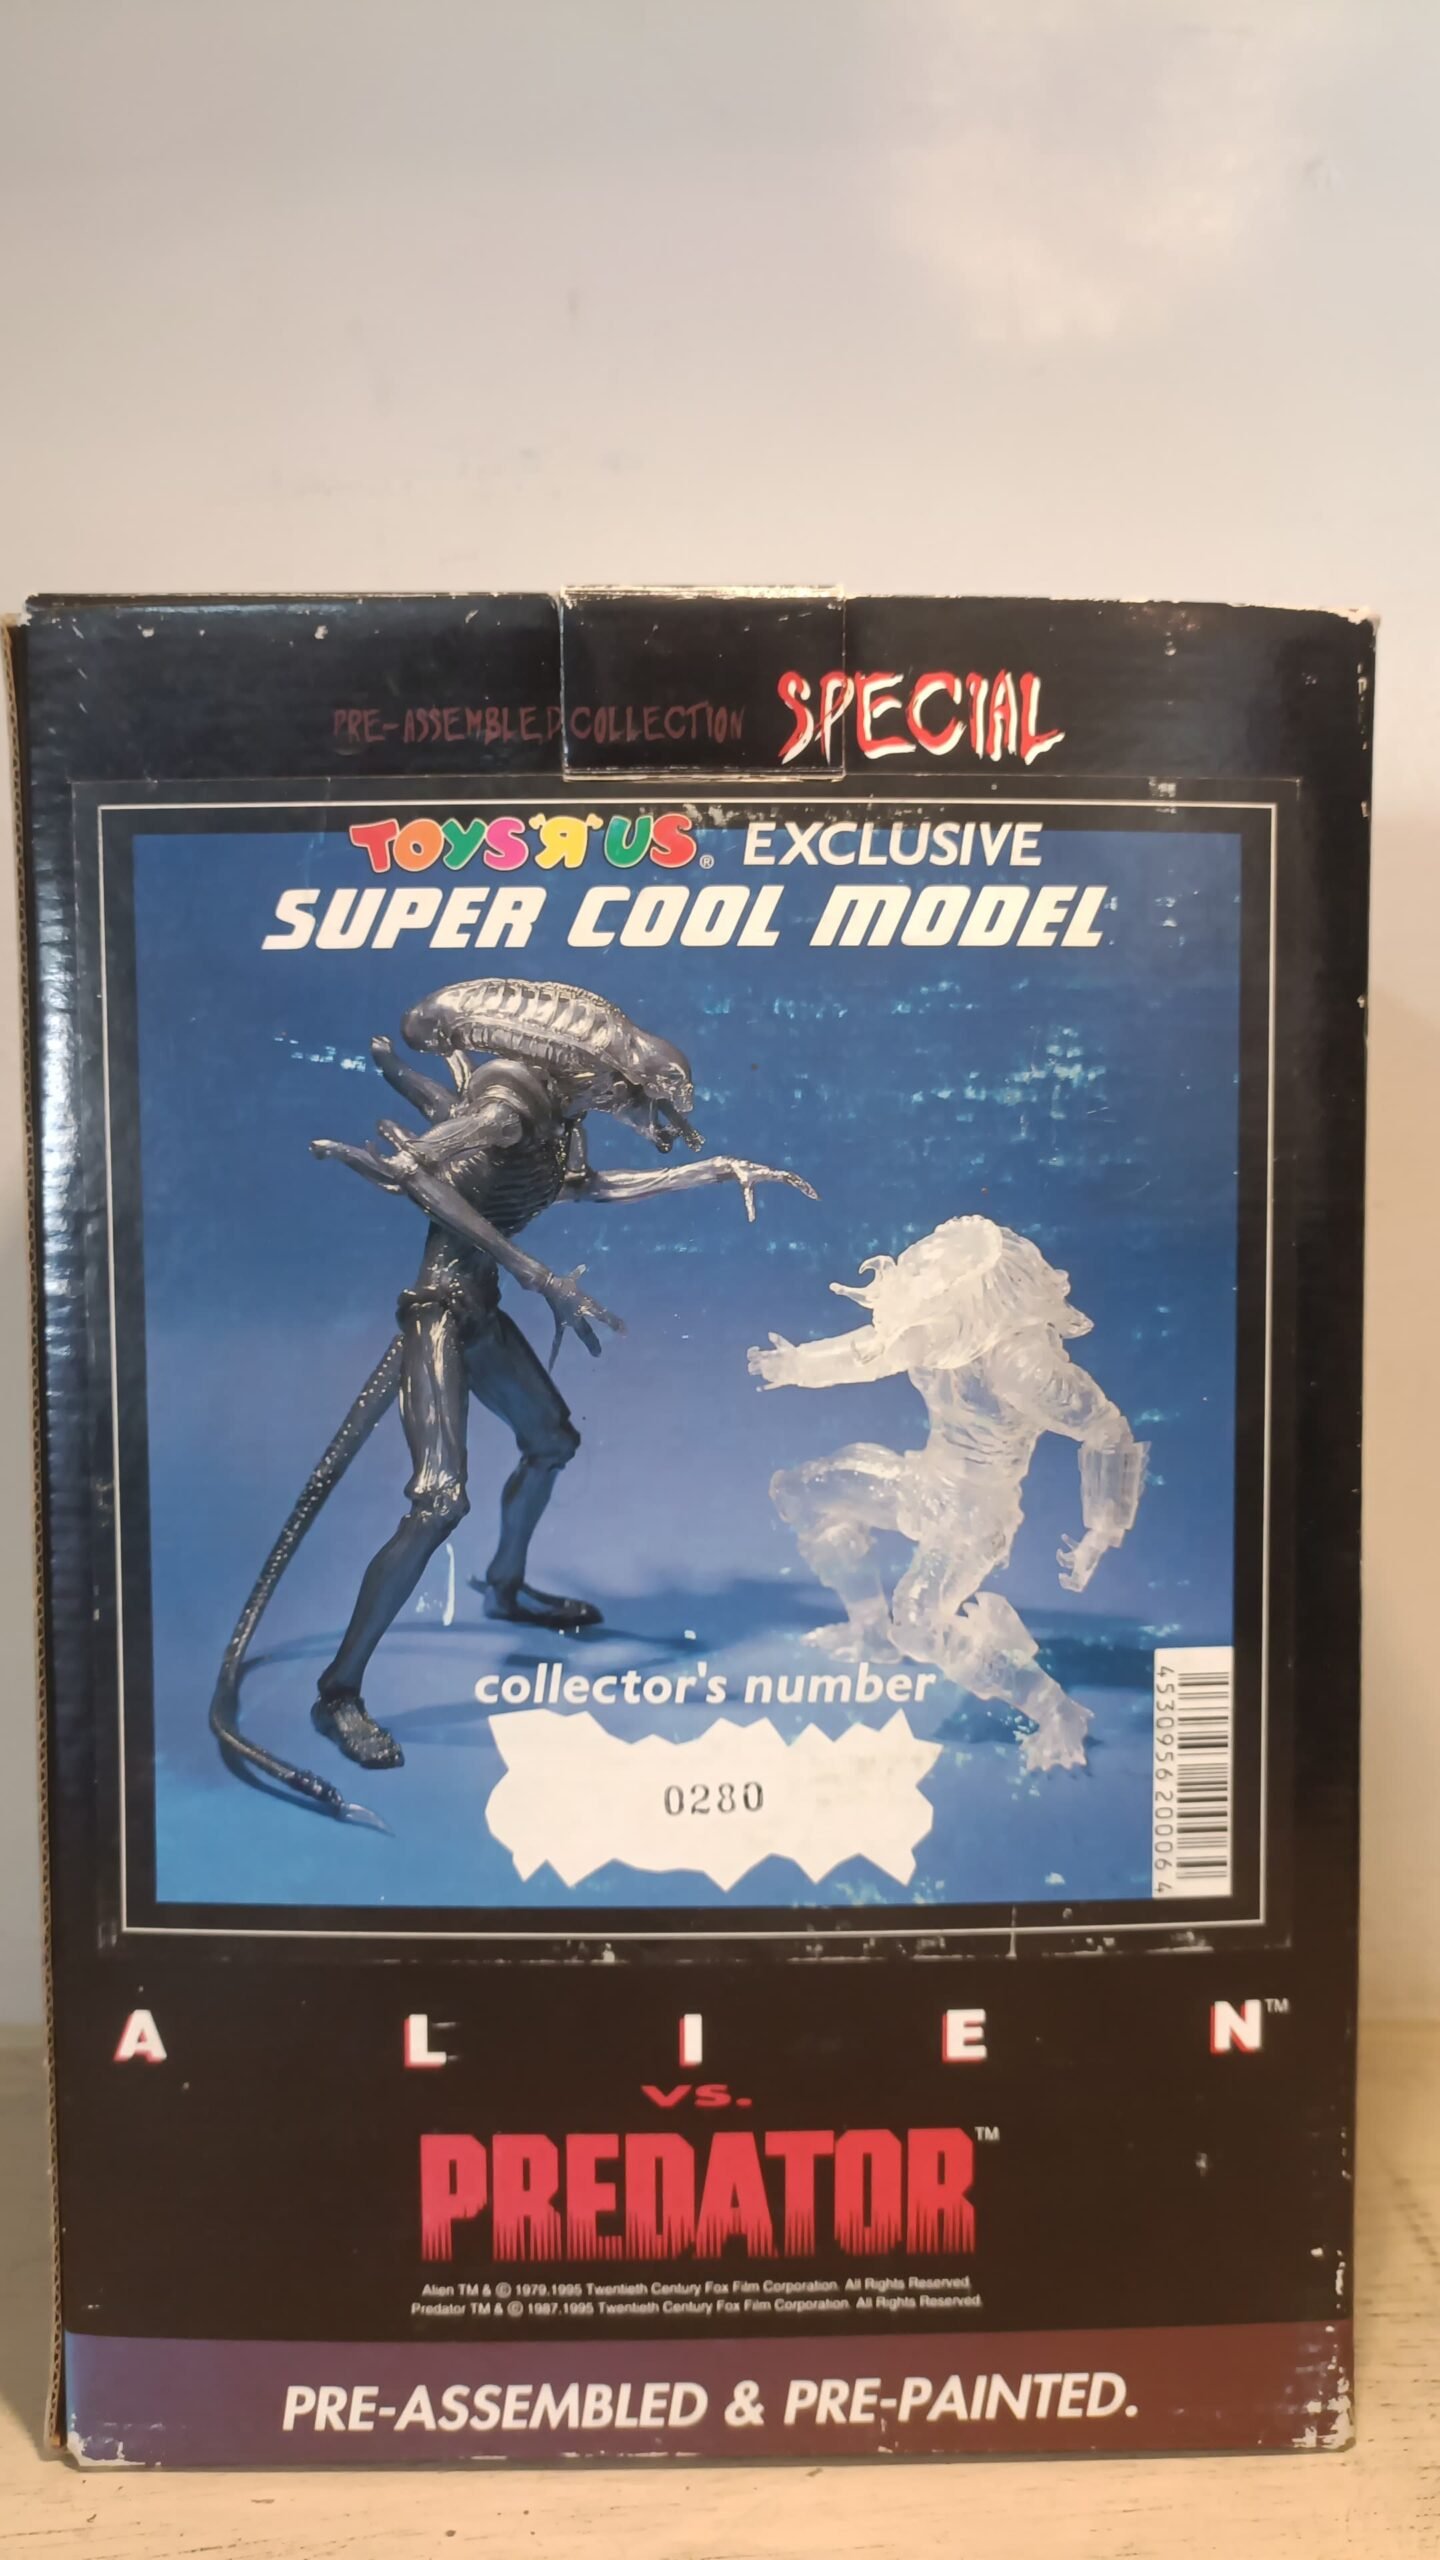 PRE-ASSEMBLED COLLECTION SPECIAL
TOYS"R"US® EXCLUSIVE
SUPER COOL MODEL
collector's number
0280
4530956200064
ALIEN™
VS.
PREDATOR™
Alien TM & © 1979,1995 Twentieth Century Fox Film Corporation. All Rights Reserved.
Predator TM & © 1987,1995 Twentieth Century Fox Film Corporation. All Rights Reserved.
PRE-ASSEMBLED & PRE-PAINTED.